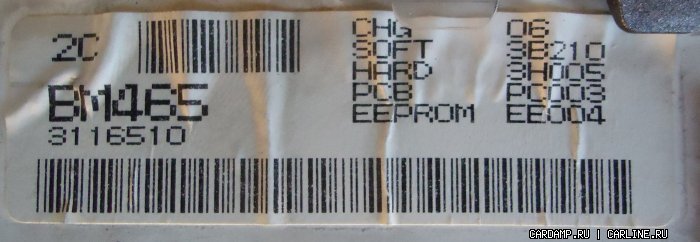 2C
BM465
3116510
CHG 06
SOFT 3B210
HARD 3H005
PCB PC003
EEPROM EE004
CARDAMP.RU | CARLINE.RU